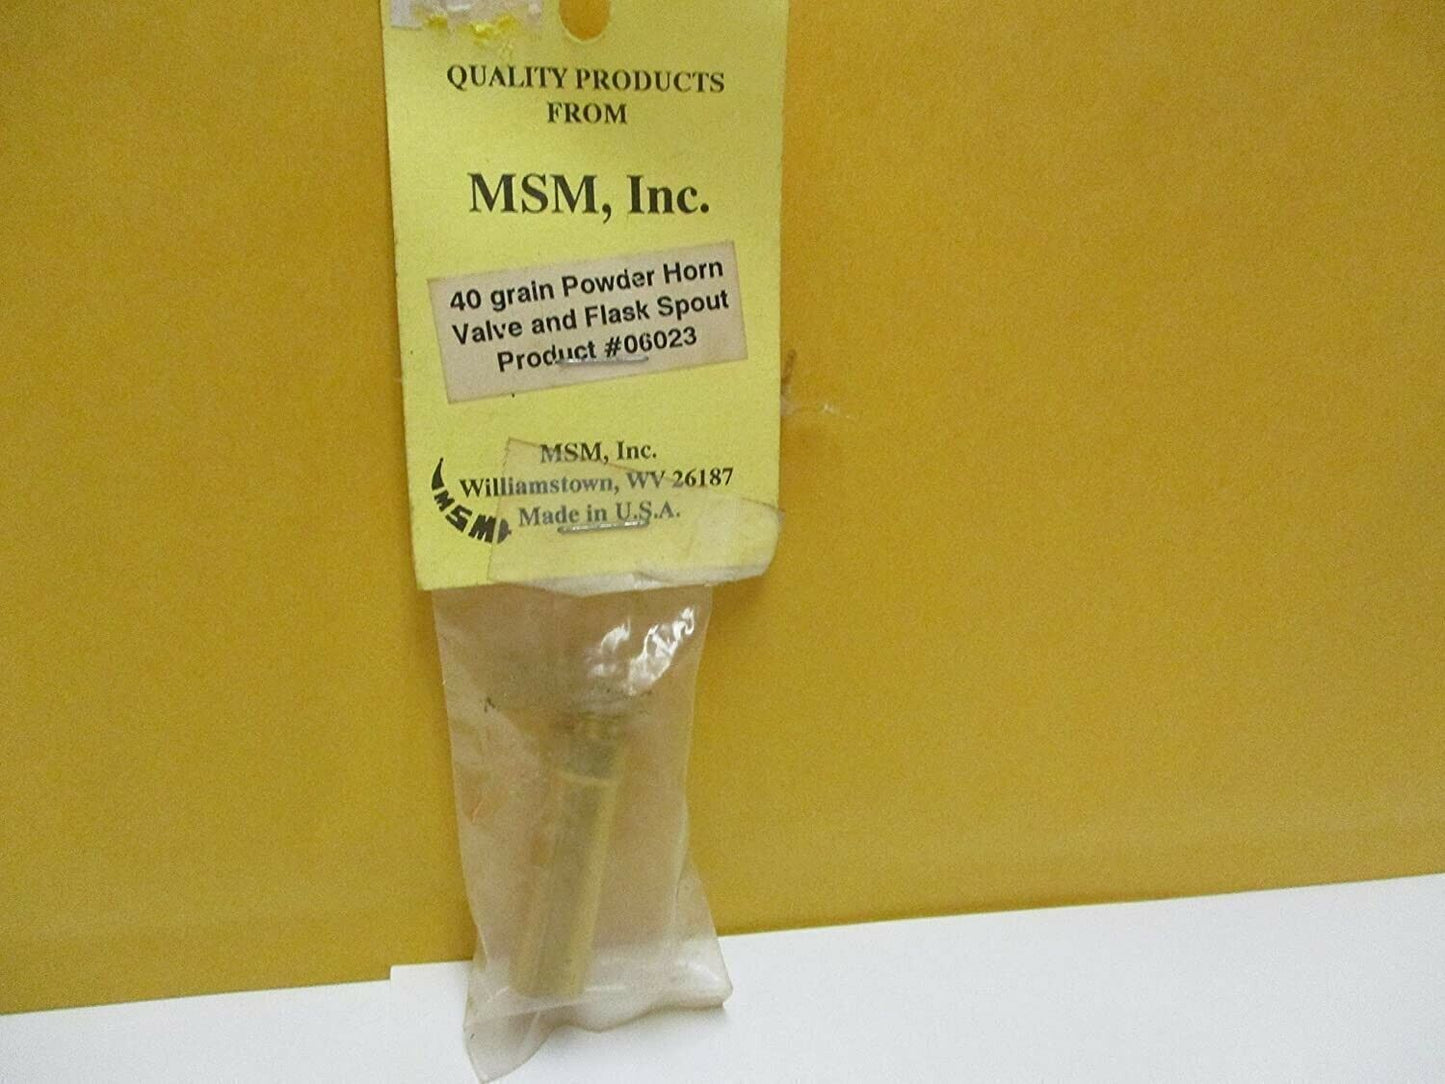 QUALITY PRODUCTS
FROM
MSM, Inc.
40 grain Powder Horn
Valve and Flask Spout
Product #06023
MSM, Inc.
Williamstown, WV 26187
Made in U.S.A.
MSM